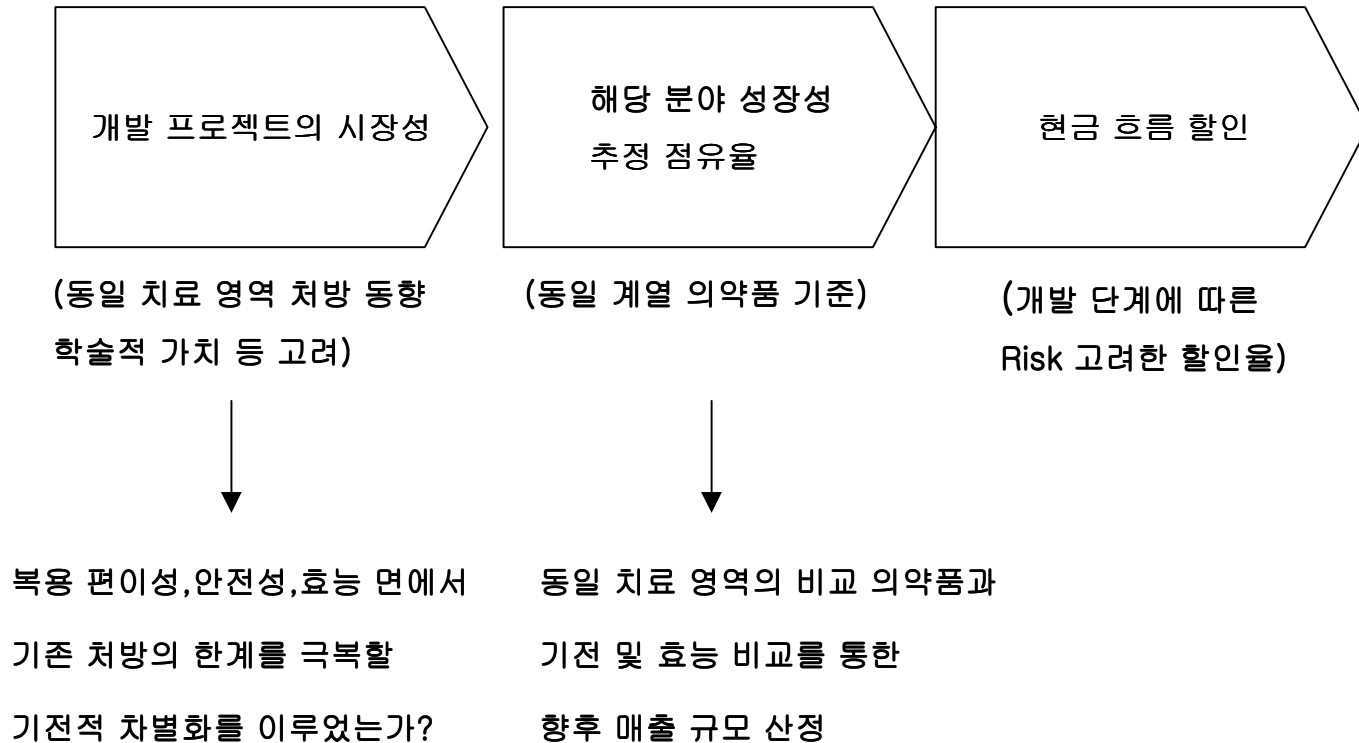 개발 프로젝트의 시장성
해당 분야 성장성
추정 점유율
현금 흐름 할인
(동일 치료 영역 처방 동향
학술적 가치 등 고려)
(동일 계열 의약품 기준)
(개발 단계에 따른
Risk 고려한 할인율)
복용 편이성,안전성,효능 면에서
기존 처방의 한계를 극복할
기전적 차별화를 이루었는가?
동일 치료 영역의 비교 의약품과
기전 및 효능 비교를 통한
향후 매출 규모 산정